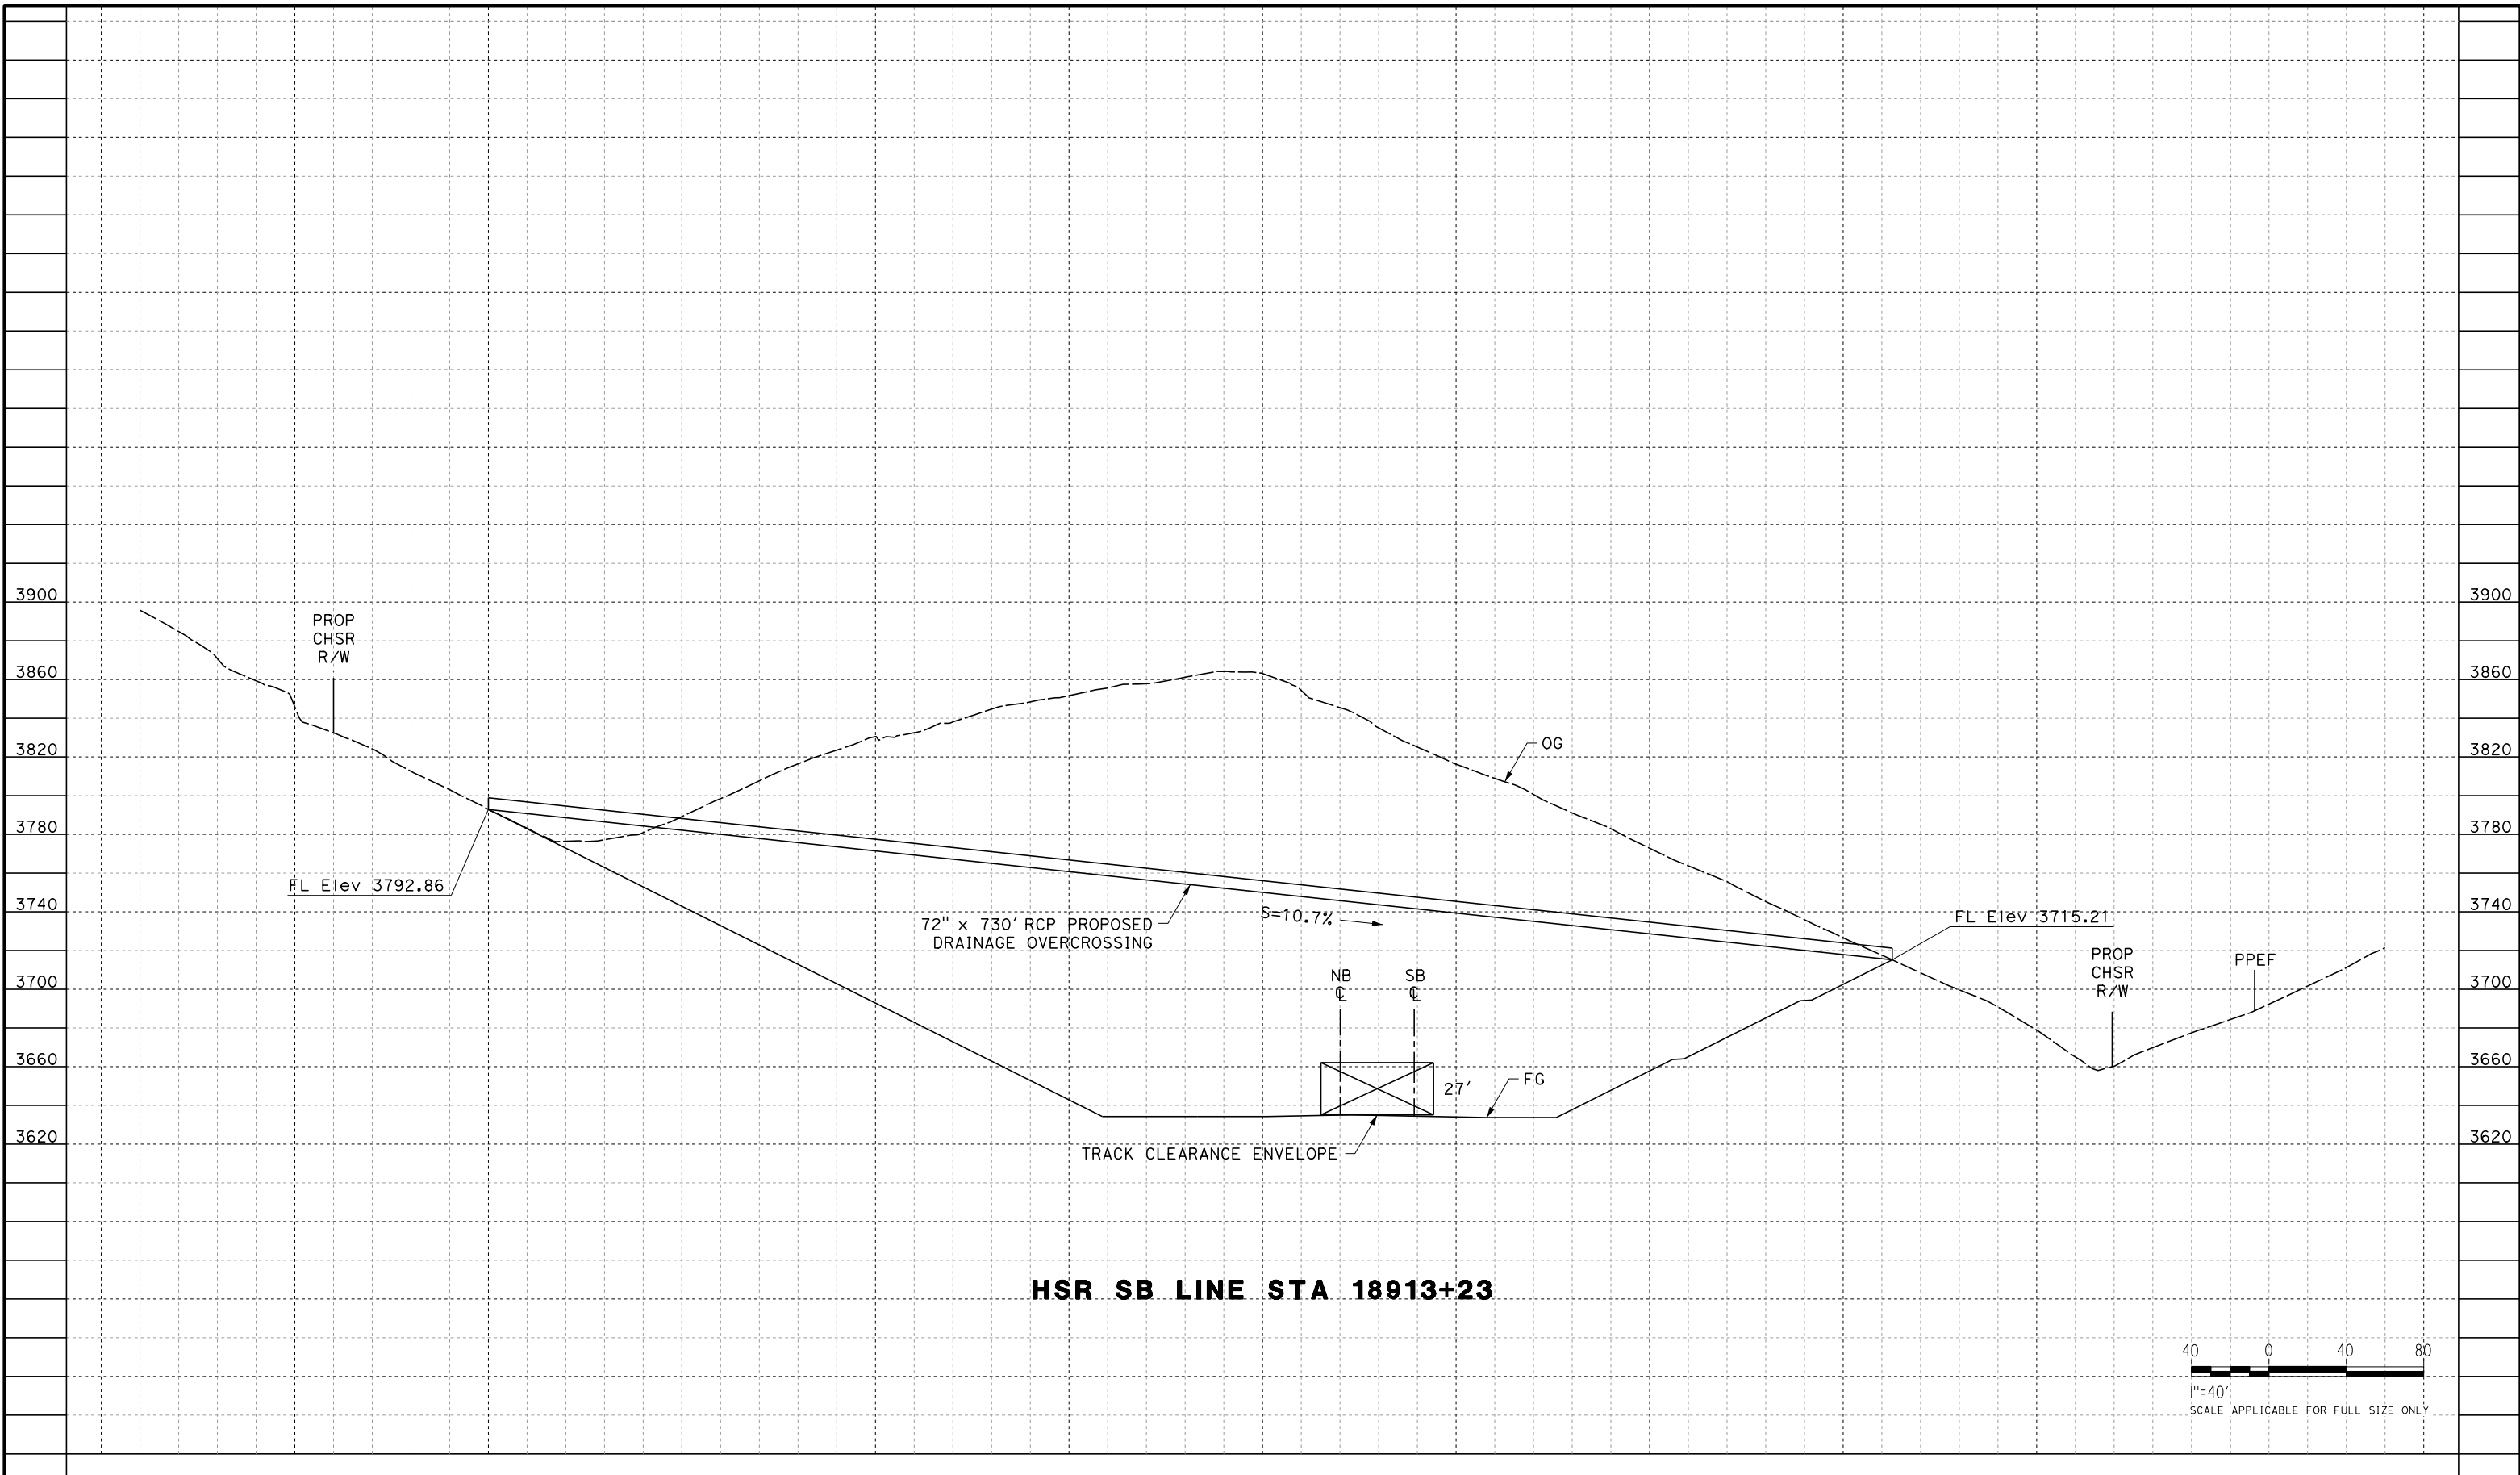 3900
3900
PROP
CHSR
R/W
3860
3860
3820
3820
OG
3780
3780
FL Elev 3792.86
3740
3740
72" x 730' RCP PROPOSED
DRAINAGE OVERCROSSING
S=10.7%
FL Elev 3715.21
3700
3700
NB
℄
SB
℄
PROP
CHSR
R/W
PPEF
3660
3660
27'
FG
3620
3620
TRACK CLEARANCE ENVELOPE
HSR SB LINE STA 18913+23
40 0 40 80
1"=40'
SCALE APPLICABLE FOR FULL SIZE ONLY